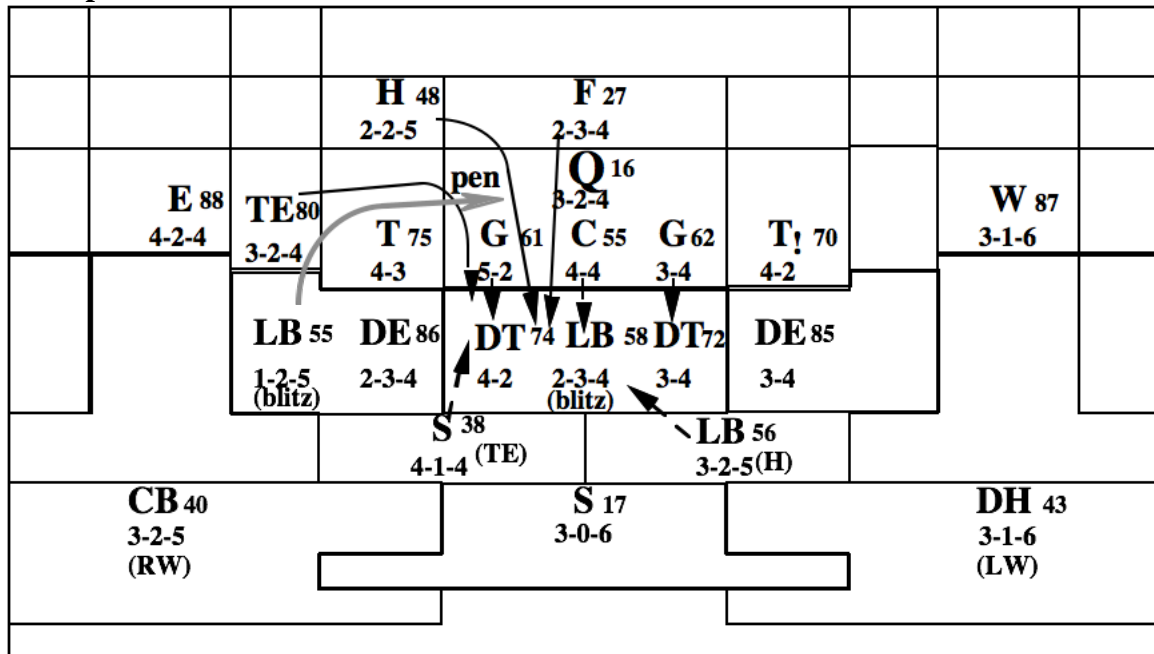 H 48
2-2-5
F 27
2-3-4
pen
Q 16
3-2-4
E 88
4-2-4
TE80
3-2-4
W 87
3-1-6
T 75
4-3
G 61
5-2
C 55
4-4
G 62
3-4
T! 70
4-2
LB 55
1-2-5
(blitz)
DE 86
2-3-4
DT 74
4-2
LB 58
2-3-4
(blitz)
DT72
3-4
DE 85
3-4
S 38
4-1-4 (TE)
LB 56
3-2-5(H)
CB 40
3-2-5
(RW)
S 17
3-0-6
DH 43
3-1-6
(LW)